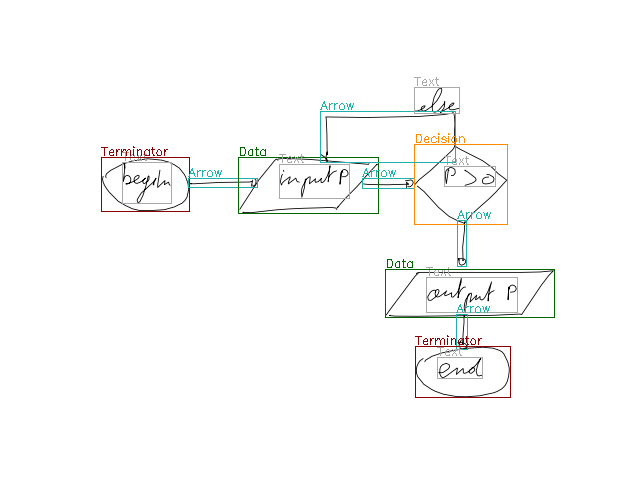 Text
else
Arrow
Decision
Terminator
Text
begin
Arrow
Data
Text
input P
Arrow
Text
P > 0
Arrow
Data
Text
output P
Arrow
Terminator
Text
end